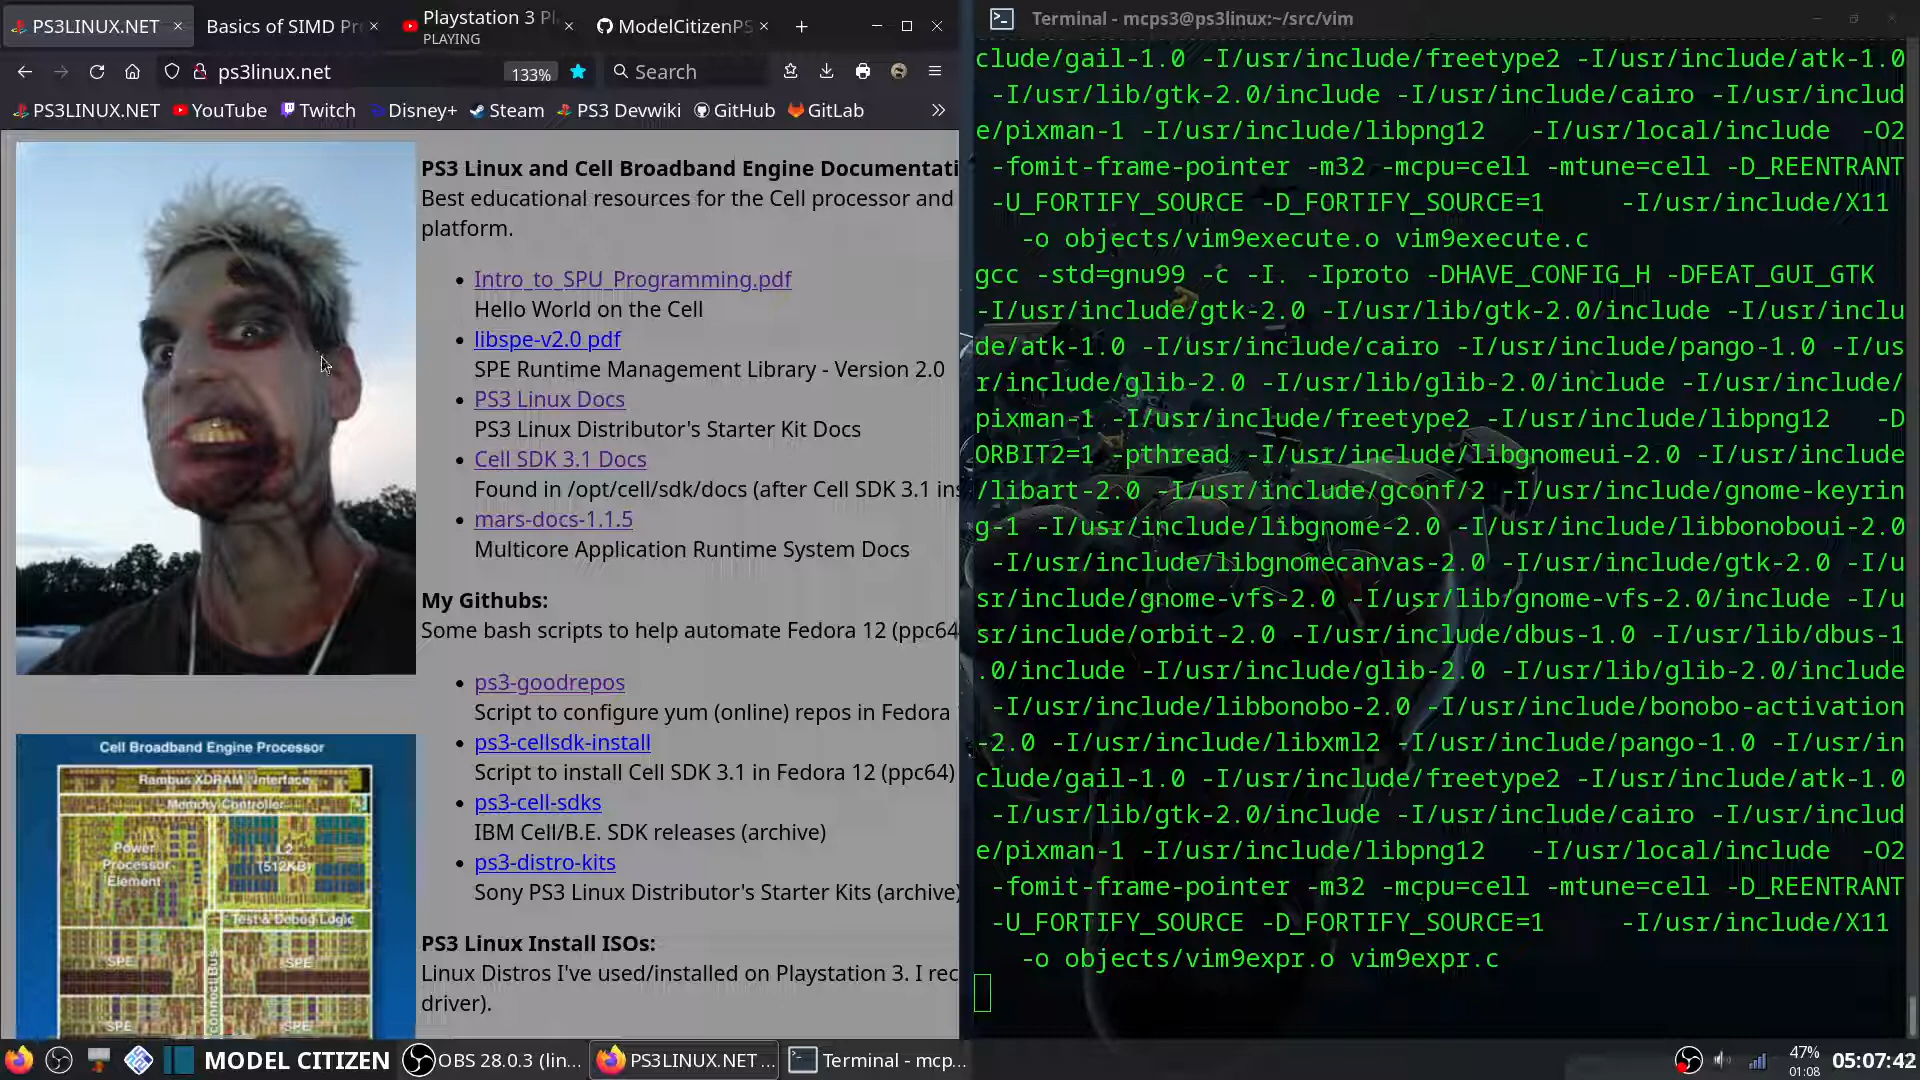 PS3LINUX.NET
Basics of SIMD Pr
Playstation 3 Pl
PLAYING
ModelCitizenPS
Terminal - mcps3@ps3linux:~/src/vim
ps3linux.net
133%
Search
PS3LINUX.NET
YouTube
Twitch
Disney+
Steam
PS3 Devwiki
GitHub
GitLab
PS3 Linux and Cell Broadband Engine Documentati
Best educational resources for the Cell processor and
platform.
Intro_to_SPU_Programming.pdf
Hello World on the Cell
libspe-v2.0 pdf
SPE Runtime Management Library - Version 2.0
PS3 Linux Docs
PS3 Linux Distributor's Starter Kit Docs
Cell SDK 3.1 Docs
Found in /opt/cell/sdk/docs (after Cell SDK 3.1 ins
mars-docs-1.1.5
Multicore Application Runtime System Docs
My Githubs:
Some bash scripts to help automate Fedora 12 (ppc64
ps3-goodrepos
Script to configure yum (online) repos in Fedora
ps3-cellsdk-install
Script to install Cell SDK 3.1 in Fedora 12 (ppc64)
ps3-cell-sdks
IBM Cell/B.E. SDK releases (archive)
ps3-distro-kits
Sony PS3 Linux Distributor's Starter Kits (archive)
PS3 Linux Install ISOs:
Linux Distros I've used/installed on Playstation 3. I rec
driver).
Cell Broadband Engine Processor
Rambus XDRAM Interface
Memory Controller
Power
Processor
Element
L2
(512KB)
Test & Debug Logic
SPE
SPE
SPE
SPE
clude/gail-1.0 -I/usr/include/freetype2 -I/usr/include/atk-1.0
-I/usr/lib/gtk-2.0/include -I/usr/include/cairo -I/usr/includ
e/pixman-1 -I/usr/include/libpng12   -I/usr/local/include  -O2
-fomit-frame-pointer -m32 -mcpu=cell -mtune=cell -D_REENTRANT
-U_FORTIFY_SOURCE -D_FORTIFY_SOURCE=1     -I/usr/include/X11
-o objects/vim9execute.o vim9execute.c
gcc -std=gnu99 -c -I. -Iproto -DHAVE_CONFIG_H -DFEAT_GUI_GTK
-I/usr/include/gtk-2.0 -I/usr/lib/gtk-2.0/include -I/usr/inclu
de/atk-1.0 -I/usr/include/cairo -I/usr/include/pango-1.0 -I/us
r/include/glib-2.0 -I/usr/lib/glib-2.0/include -I/usr/include/
pixman-1 -I/usr/include/freetype2 -I/usr/include/libpng12   -D
ORBIT2=1 -pthread -I/usr/include/libgnomeui-2.0 -I/usr/include
/libart-2.0 -I/usr/include/gconf/2 -I/usr/include/gnome-keyrin
g-1 -I/usr/include/libgnome-2.0 -I/usr/include/libbonoboui-2.0
-I/usr/include/libgnomecanvas-2.0 -I/usr/include/gtk-2.0 -I/u
sr/include/gnome-vfs-2.0 -I/usr/lib/gnome-vfs-2.0/include -I/u
sr/include/orbit-2.0 -I/usr/include/dbus-1.0 -I/usr/lib/dbus-1
.0/include -I/usr/include/glib-2.0 -I/usr/lib/glib-2.0/include
-I/usr/include/libbonobo-2.0 -I/usr/include/bonobo-activation
-2.0 -I/usr/include/libxml2 -I/usr/include/pango-1.0 -I/usr/in
clude/gail-1.0 -I/usr/include/freetype2 -I/usr/include/atk-1.0
-I/usr/lib/gtk-2.0/include -I/usr/include/cairo -I/usr/includ
e/pixman-1 -I/usr/include/libpng12   -I/usr/local/include  -O2
-fomit-frame-pointer -m32 -mcpu=cell -mtune=cell -D_REENTRANT
-U_FORTIFY_SOURCE -D_FORTIFY_SOURCE=1     -I/usr/include/X11
-o objects/vim9expr.o vim9expr.c
MODEL CITIZEN
OBS 28.0.3 (lin...
PS3LINUX.NET ...
Terminal - mcp...
47%
01:08
05:07:42